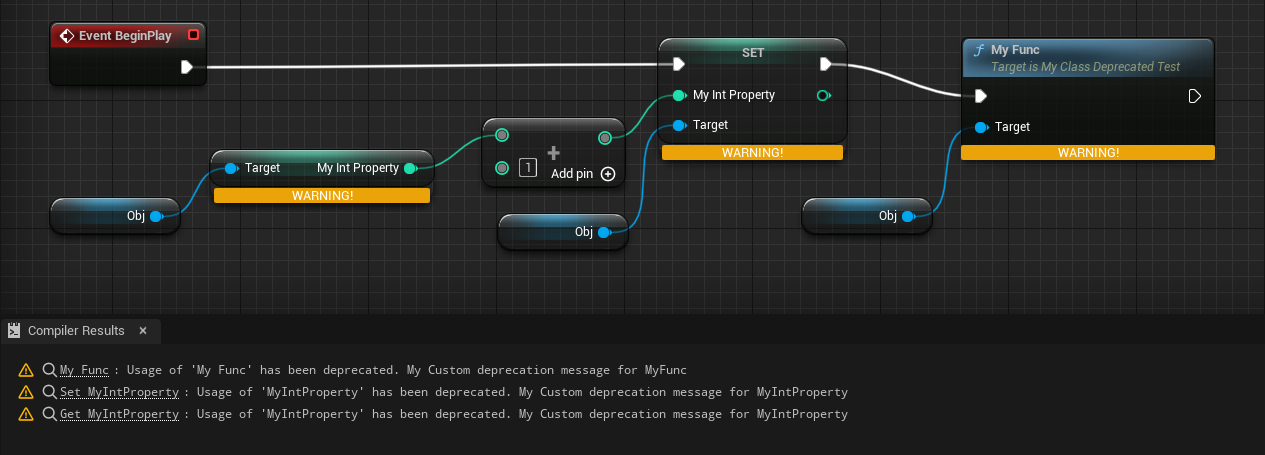 Event BeginPlay
SET
My Func
Target is My Class Deprecated Test
My Int Property
Target
Target
WARNING!
WARNING!
1
Add pin
Target My Int Property
WARNING!
Obj
Obj
Obj
Compiler Results ×
My Func : Usage of 'My Func' has been deprecated. My Custom deprecation message for MyFunc
Set MyIntProperty : Usage of 'MyIntProperty' has been deprecated. My Custom deprecation message for MyIntProperty
Get MyIntProperty : Usage of 'MyIntProperty' has been deprecated. My Custom deprecation message for MyIntProperty